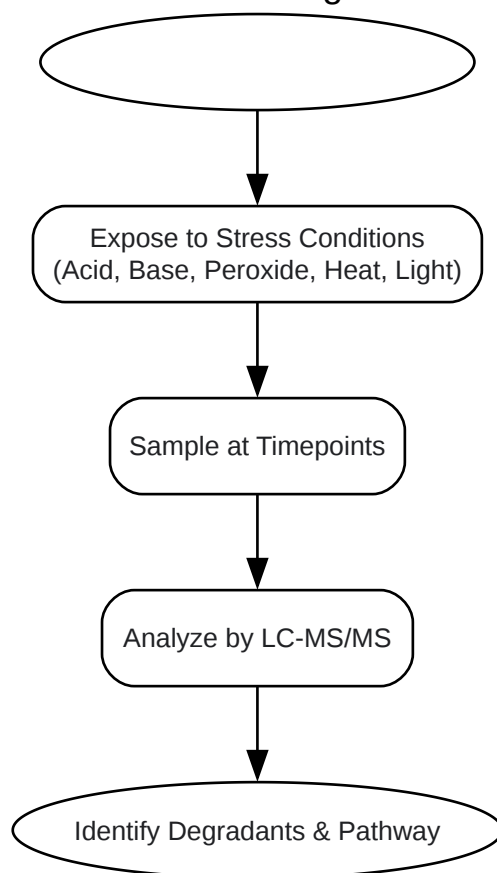 Expose to Stress Conditions
(Acid, Base, Peroxide, Heat, Light)
Sample at Timepoints
Analyze by LC-MS/MS
Identify Degradants & Pathway